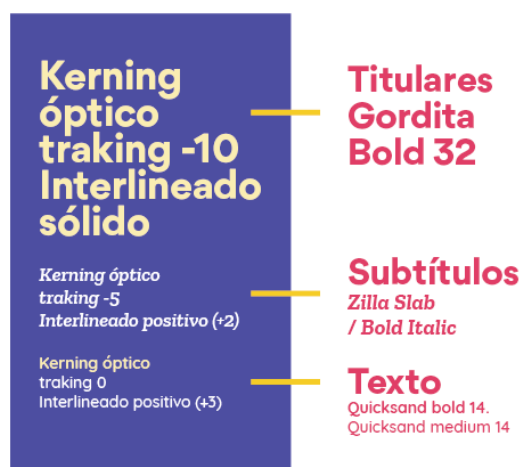 Kerning
óptico
traking -10
Interlineado
sólido
Titulares
Gordita
Bold 32
Kerning óptico
traking -5
Interlineado positivo (+2)
Subtítulos
Zilla Slab
/ Bold Italic
Kerning óptico
traking 0
Interlineado positivo (+3)
Texto
Quicksand bold 14.
Quicksand medium 14